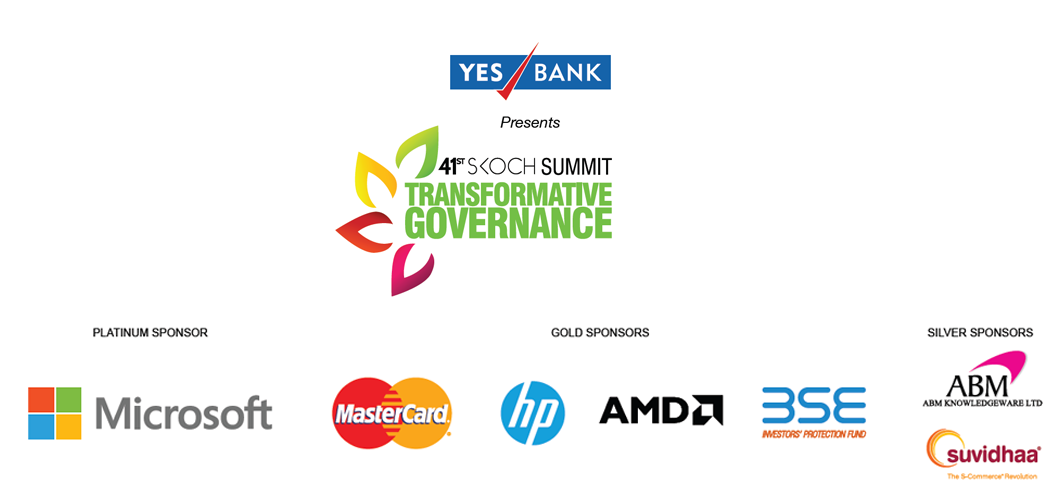 YES BANK
Presents
41ST SKOCH SUMMIT
TRANSFORMATIVE
GOVERNANCE
PLATINUM SPONSOR
GOLD SPONSORS
SILVER SPONSORS
Microsoft
MasterCard
hp
AMD
BSE
INVESTORS' PROTECTION FUND
ABM
ABM KNOWLEDGEWARE LTD
suvidhaa®
The S-Commerce® Revolution